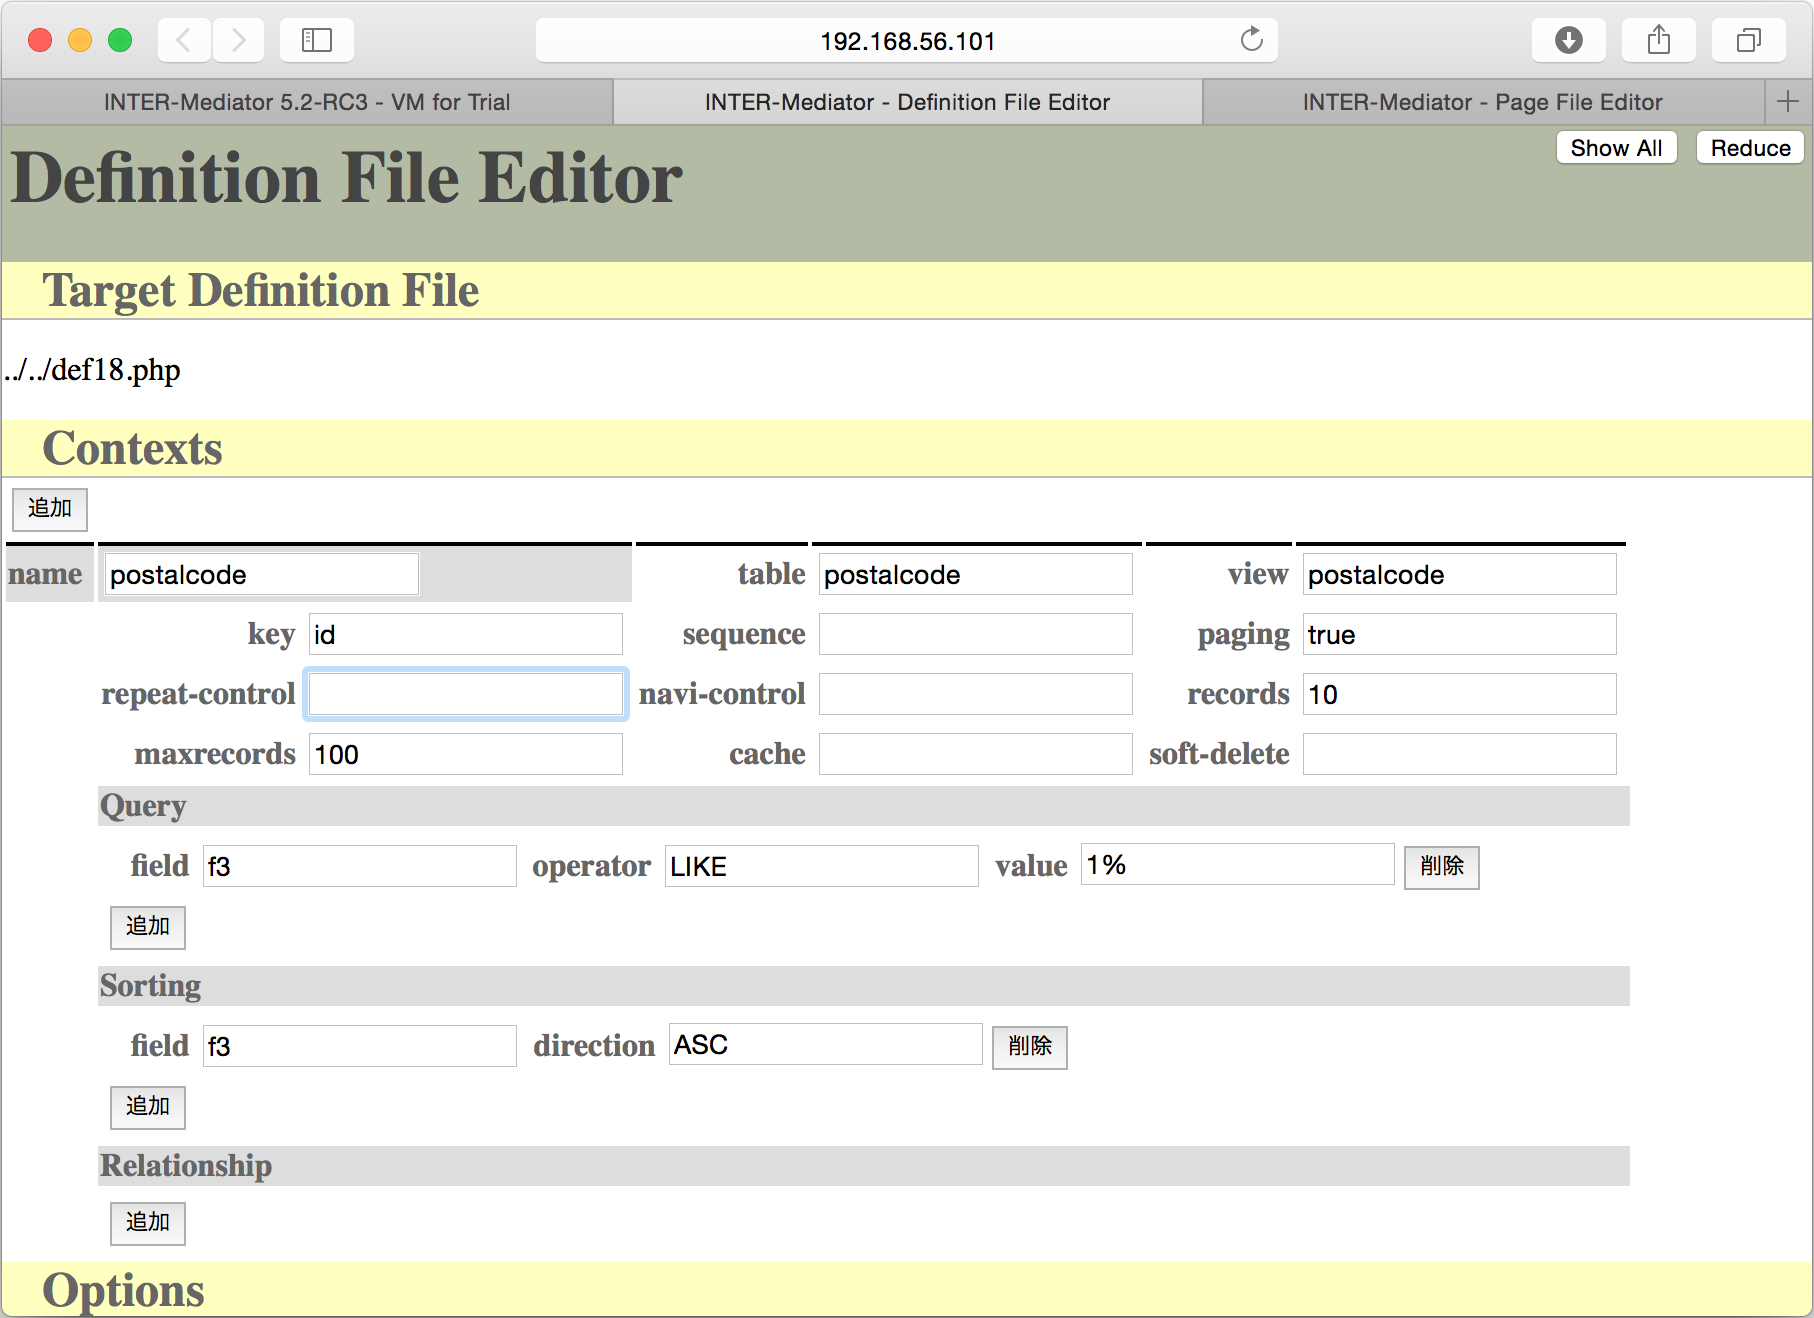 192.168.56.101
INTER-Mediator 5.2-RC3 - VM for Trial INTER-Mediator - Definition File Editor INTER-Mediator - Page File Editor
Show All Reduce
Definition File Editor
Target Definition File
../../def18.php
Contexts
追加
name postalcode table postalcode view postalcode
key id sequence paging true
repeat-control navi-control records 10
maxrecords 100 cache soft-delete
Query
field f3 operator LIKE value 1% 削除
追加
Sorting
field f3 direction ASC 削除
追加
Relationship
追加
Options